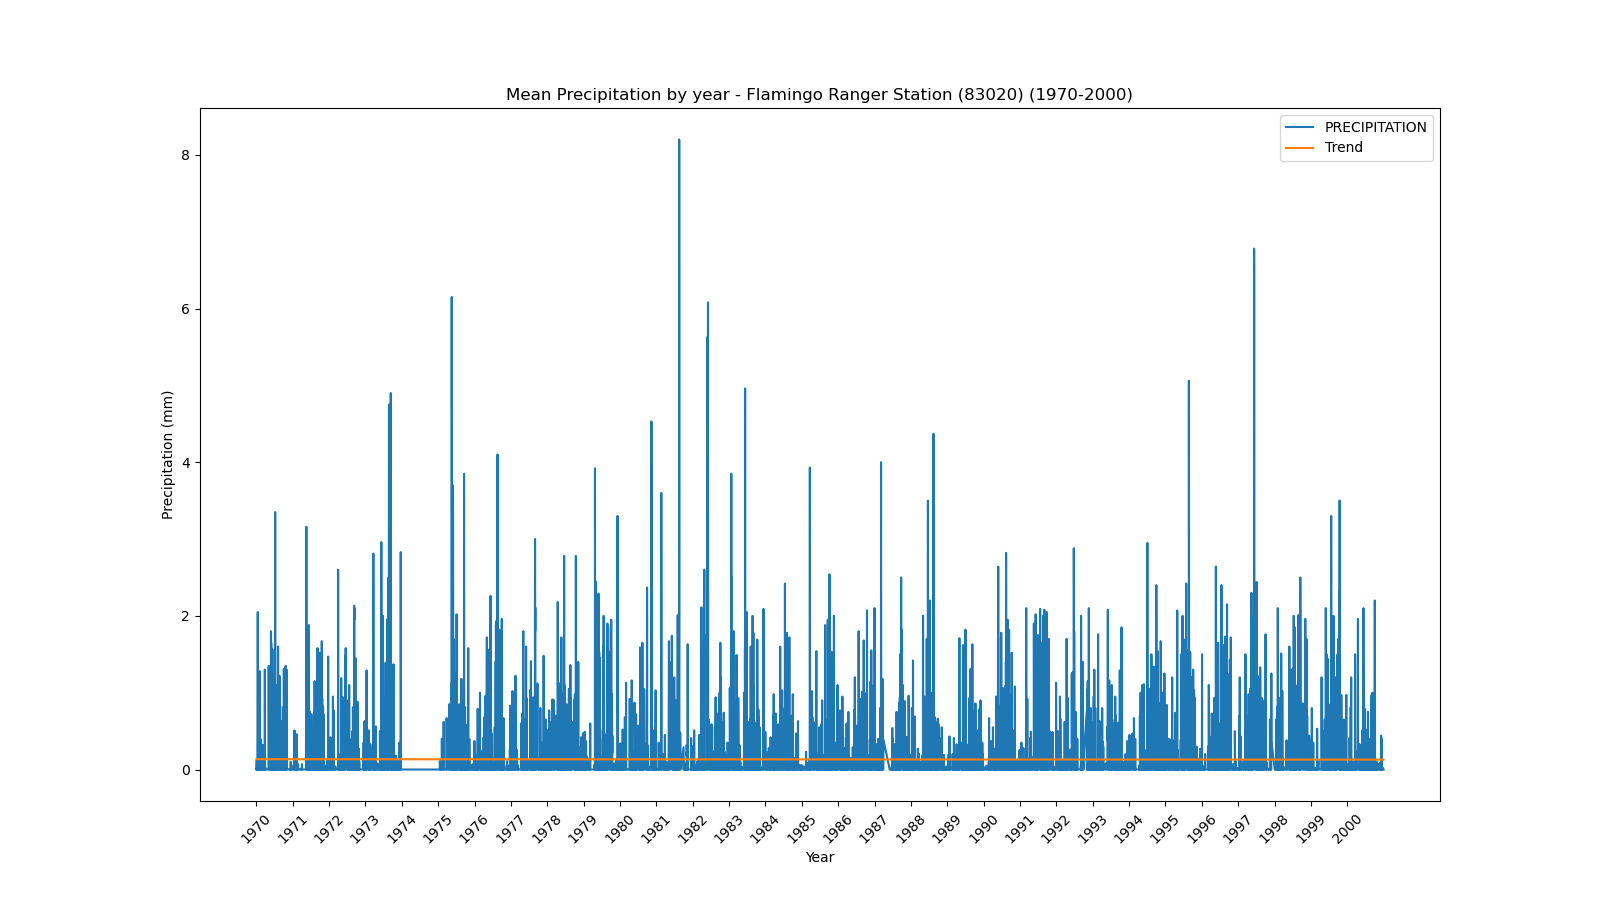 Mean Precipitation by year - Flamingo Ranger Station (83020) (1970-2000)
PRECIPITATION
Trend
8
6
4
2
0
Precipitation (mm)
1970 1971 1972 1973 1974 1975 1976 1977 1978 1979 1980 1981 1982 1983 1984 1985 1986 1987 1988 1989 1990 1991 1992 1993 1994 1995 1996 1997 1998 1999 2000
Year